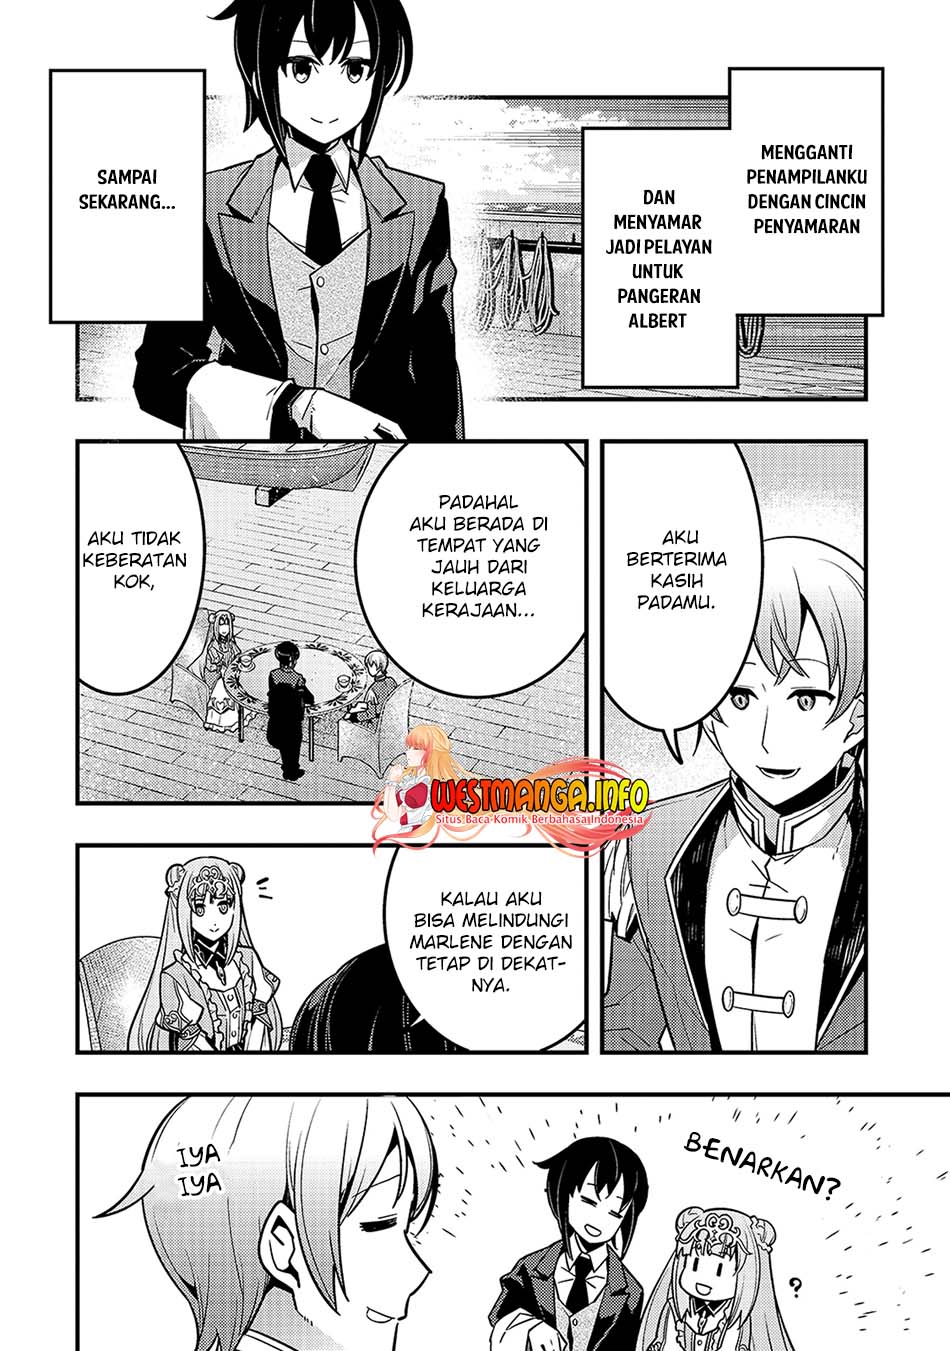 MENGGANTI
PENAMPILANKU
DENGAN CINCIN
PENYAMARAN
DAN
MENYAMAR
JADI PELAYAN
UNTUK
PANGERAN
ALBERT
SAMPAI
SEKARANG...
AKU
BERTERIMA
KASIH
PADAMU.
PADAHAL
AKU BERADA DI
TEMPAT YANG
JAUH DARI
KELUARGA
KERAJAAN...
AKU TIDAK
KEBERATAN
KOK,
WESTMANGA.INFO
Situs Baca Komik Berbahasa Indonesia
KALAU AKU
BISA MELINDUNGI
MARLENE DENGAN
TETAP DI DEKAT-
NYA.
BENARKAN?
?
IYA
IYA